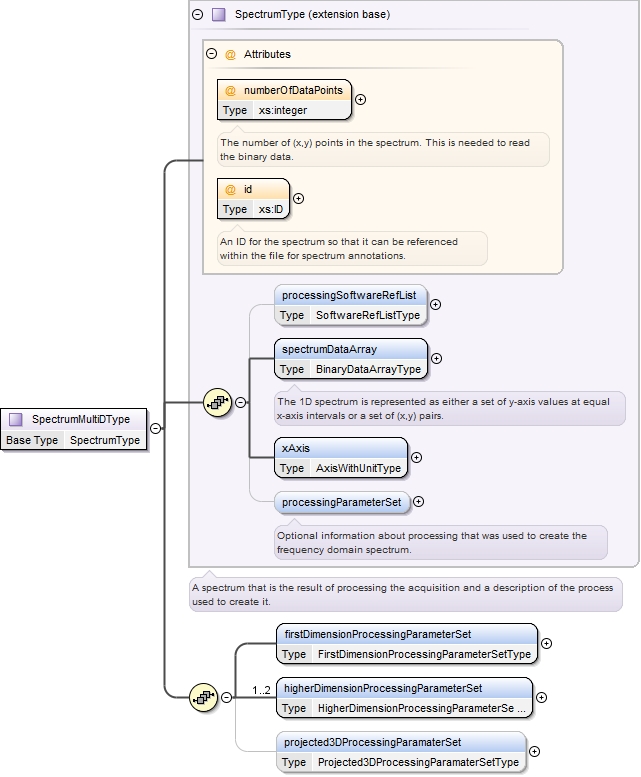 SpectrumType (extension base)
@ Attributes
@ numberOfDataPoints
Type xs:integer
The number of (x,y) points in the spectrum. This is needed to read
the binary data.
@ id
Type xs:ID
An ID for the spectrum so that it can be referenced
within the file for spectrum annotations.
processingSoftwareRefList
Type SoftwareRefListType
spectrumDataArray
Type BinaryDataArrayType
The 1D spectrum is represented as either a set of y-axis values at equal
x-axis intervals or a set of (x,y) pairs.
SpectrumMultiDType
Base Type SpectrumType
xAxis
Type AxisWithUnitType
processingParameterSet
Optional information about processing that was used to create the
frequency domain spectrum.
A spectrum that is the result of processing the acquisition and a description of the process
used to create it.
firstDimensionProcessingParameterSet
Type FirstDimensionProcessingParameterSetType
1..2
higherDimensionProcessingParameterSet
Type HigherDimensionProcessingParameterSe ...
projected3DProcessingParamaterSet
Type Projected3DProcessingParamaterSetType